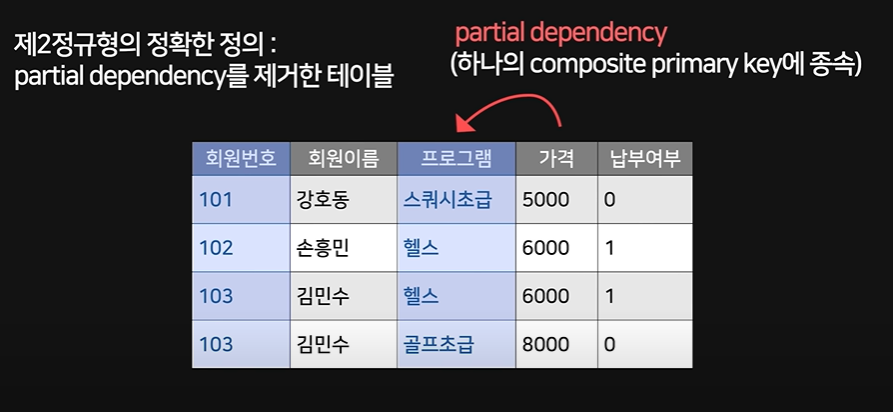 제2정규형의 정확한 정의 :
partial dependency를 제거한 테이블
partial dependency
(하나의 composite primary key에 종속)
회원번호 회원이름 프로그램 가격 납부여부
101 강호동 스쿼시초급 5000 0
102 손흥민 헬스 6000 1
103 김민수 헬스 6000 1
103 김민수 골프초급 8000 0